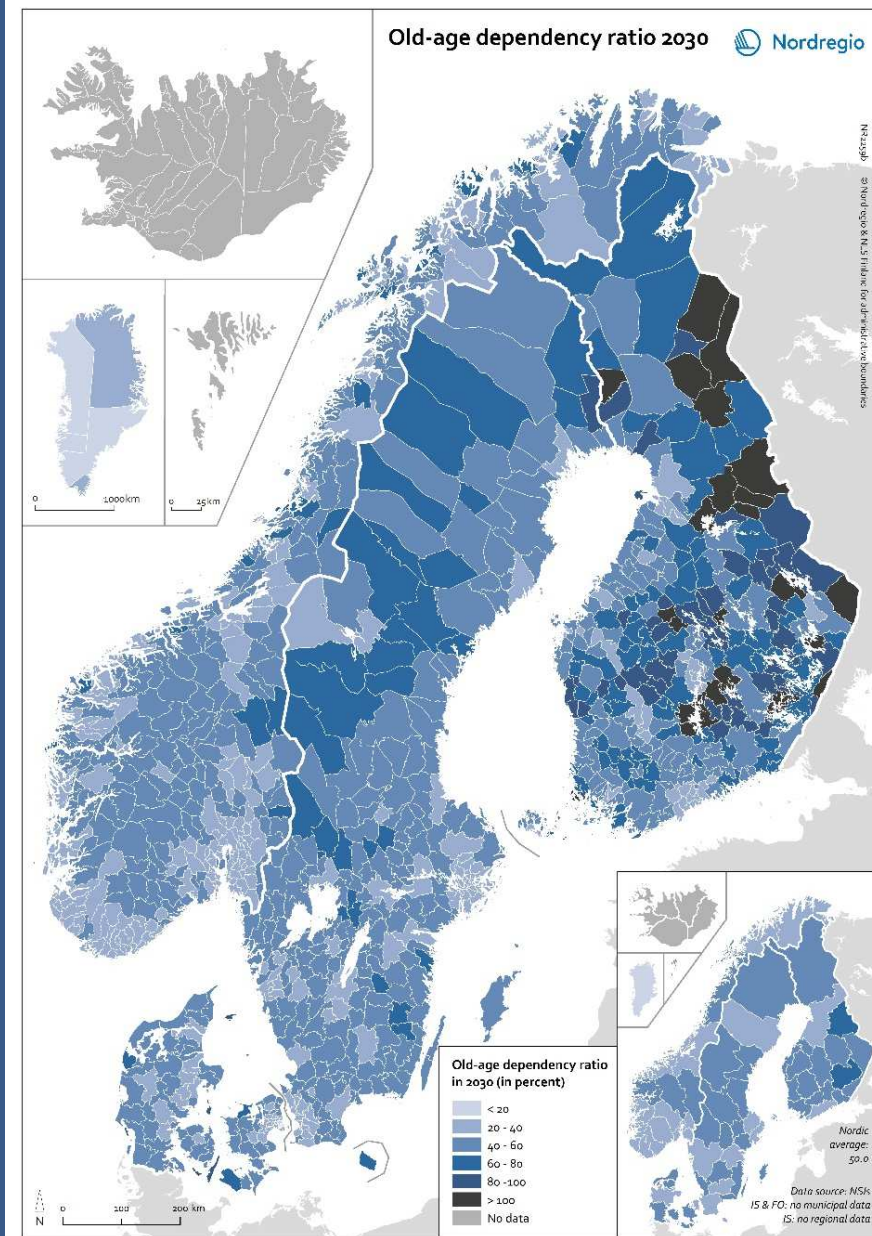 Old-age dependency ratio 2030
Nordregio
© Nordregio & NLS Finland for administrative boundaries
0 1000km
0 25km
Old-age dependency ratio
in 2030 (in percent)
< 20
20 - 40
40 - 60
60 - 80
80 -100
> 100
No data
N
0 100 200 km
Nordic
average:
50.0
Data source: NSIs
IS & FO: no municipal data
IS: no regional data